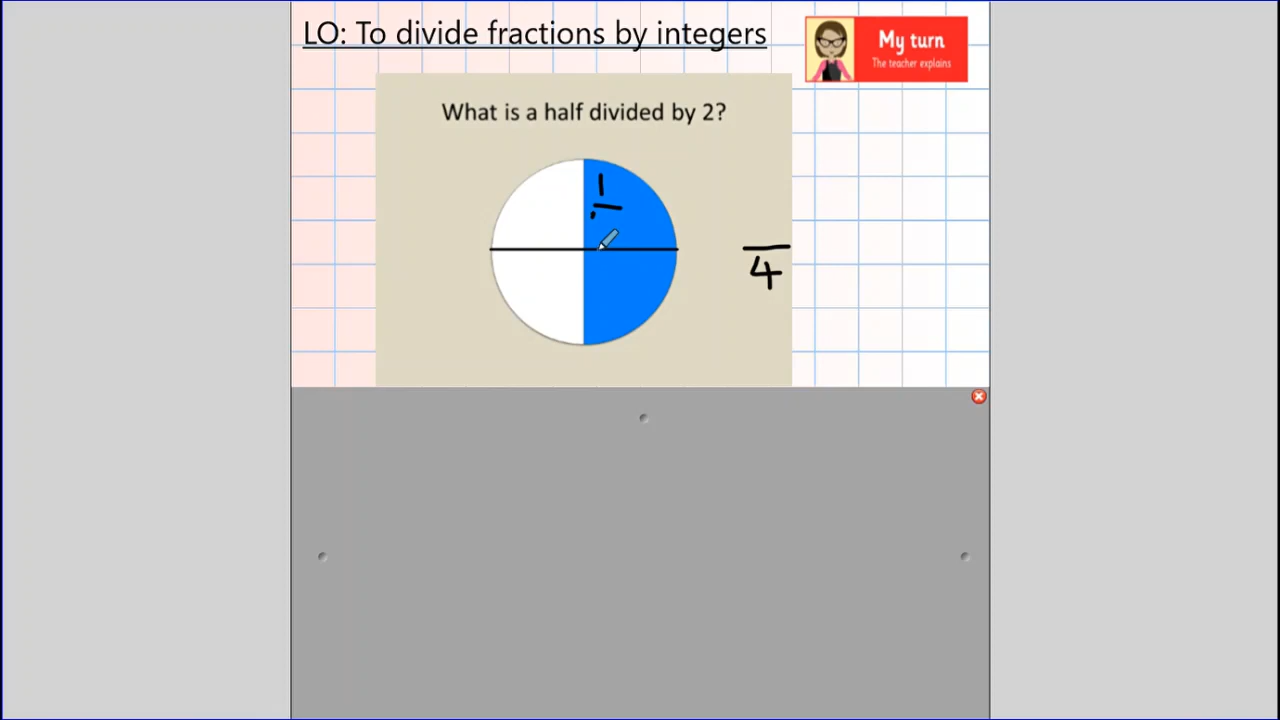 LO: To divide fractions by integers
My turn
The teacher explains
What is a half divided by 2?
1
4